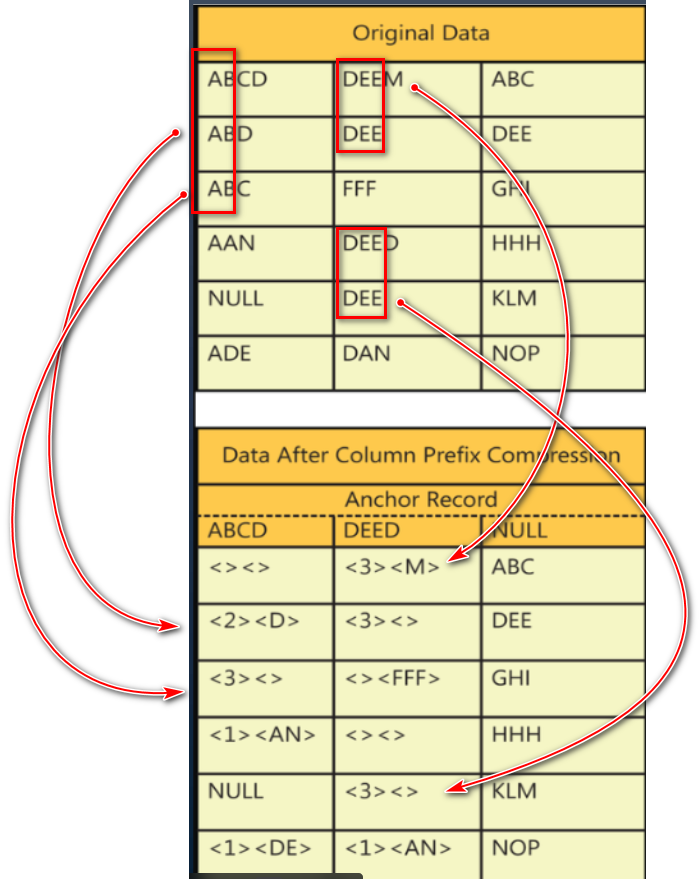 Original Data
ABCD DEEM ABC
ABD DEE DEE
ABC FFF GHI
AAN DEED HHH
NULL DEE KLM
ADE DAN NOP
Data After Column Prefix Compression
Anchor Record
ABCD DEED NULL
<><> <3><M> ABC
<2><D> <3><> DEE
<3><> <><FFF> GHI
<1><AN> <><> HHH
NULL <3><> KLM
<1><DE> <1><AN> NOP